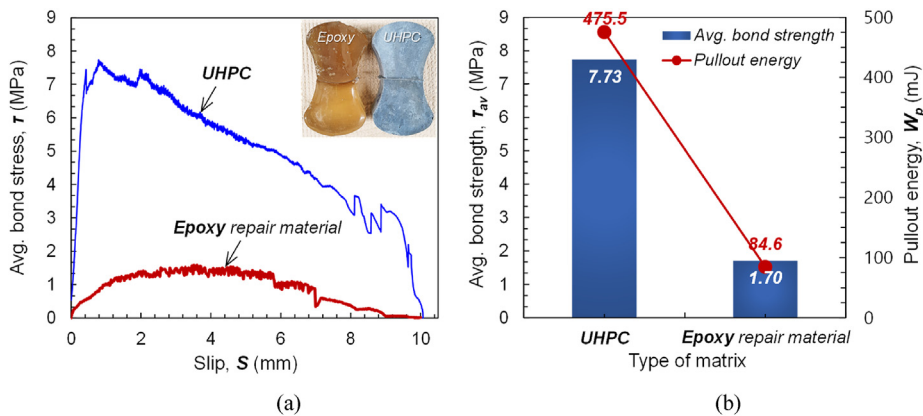 Avg. bond stress, τ (MPa)
9
8
7
6
5
4
3
2
1
0
UHPC
Epoxy UHPC
Epoxy repair material
0 2 4 6 8 10
Slip, S (mm)
(a)
Avg. bond strength, τav (MPa)
9
8
7
6
5
4
3
2
1
0
475.5
Avg. bond strength
Pullout energy
7.73
84.6
1.70
500
400
300
200
100
0
Pullout energy, Wp (mJ)
UHPC Epoxy repair material
Type of matrix
(b)